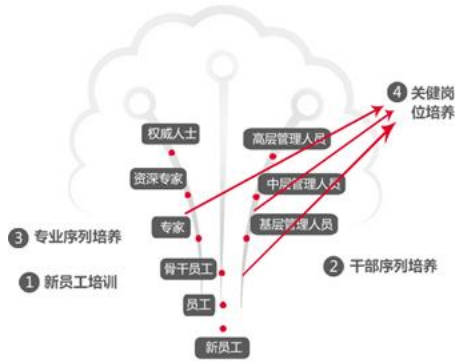 4 关健岗
位培养
权威人士
高层管理人员
资深专家
中层管理人员
专家
基层管理人员
3 专业序列培养
骨干员工
2 干部序列培养
1 新员工培训
员工
新员工